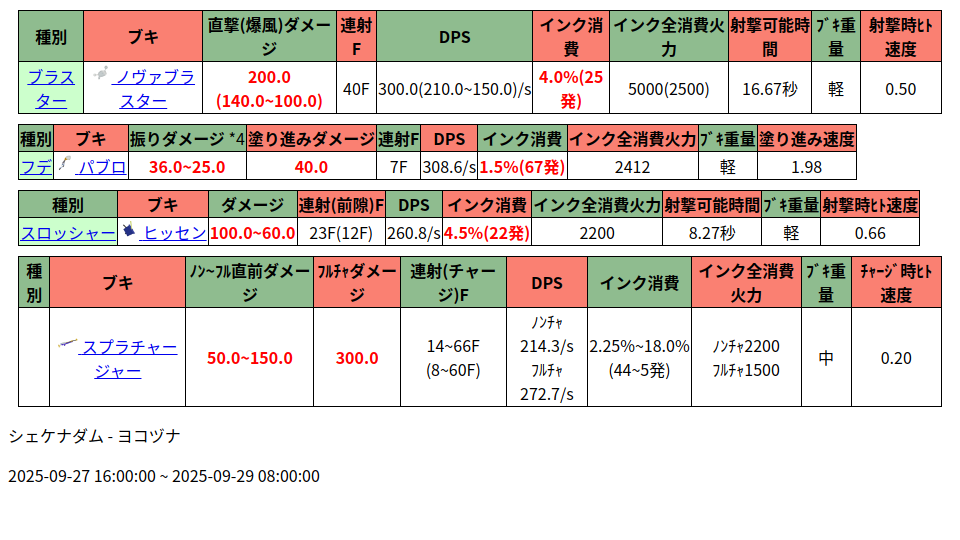 種別 ブキ 直撃(爆風)ダメージ 連射F DPS インク消費 インク全消費火力 射撃可能時間 ﾌﾞｷ重量 射撃時ﾋﾄ速度
ブラスター ノヴァブラスター 200.0 (140.0~100.0) 40F 300.0(210.0~150.0)/s 4.0%(25発) 5000(2500) 16.67秒 軽 0.50
種別 ブキ 振りダメージ *4 塗り進みダメージ 連射F DPS インク消費 インク全消費火力 ﾌﾞｷ重量 塗り進み速度
フデ パブロ 36.0~25.0 40.0 7F 308.6/s 1.5%(67発) 2412 軽 1.98
種別 ブキ ダメージ 連射(前隙)F DPS インク消費 インク全消費火力 射撃可能時間 ﾌﾞｷ重量 射撃時ﾋﾄ速度
スロッシャー ヒッセン 100.0~60.0 23F(12F) 260.8/s 4.5%(22発) 2200 8.27秒 軽 0.66
種別 ブキ ﾉﾝ~ﾌﾙ直前ダメージ ﾌﾙﾁｬダメージ 連射(チャージ)F DPS インク消費 インク全消費火力 ﾌﾞｷ重量 ﾁｬｰｼﾞ時ﾋﾄ速度
スプラチャージャー 50.0~150.0 300.0 14~66F (8~60F) ﾉﾝﾁｬ 214.3/s ﾌﾙﾁｬ 272.7/s 2.25%~18.0% (44~5発) ﾉﾝﾁｬ2200 ﾌﾙﾁｬ1500 中 0.20
シェケナダム - ヨコヅナ
2025-09-27 16:00:00 ~ 2025-09-29 08:00:00